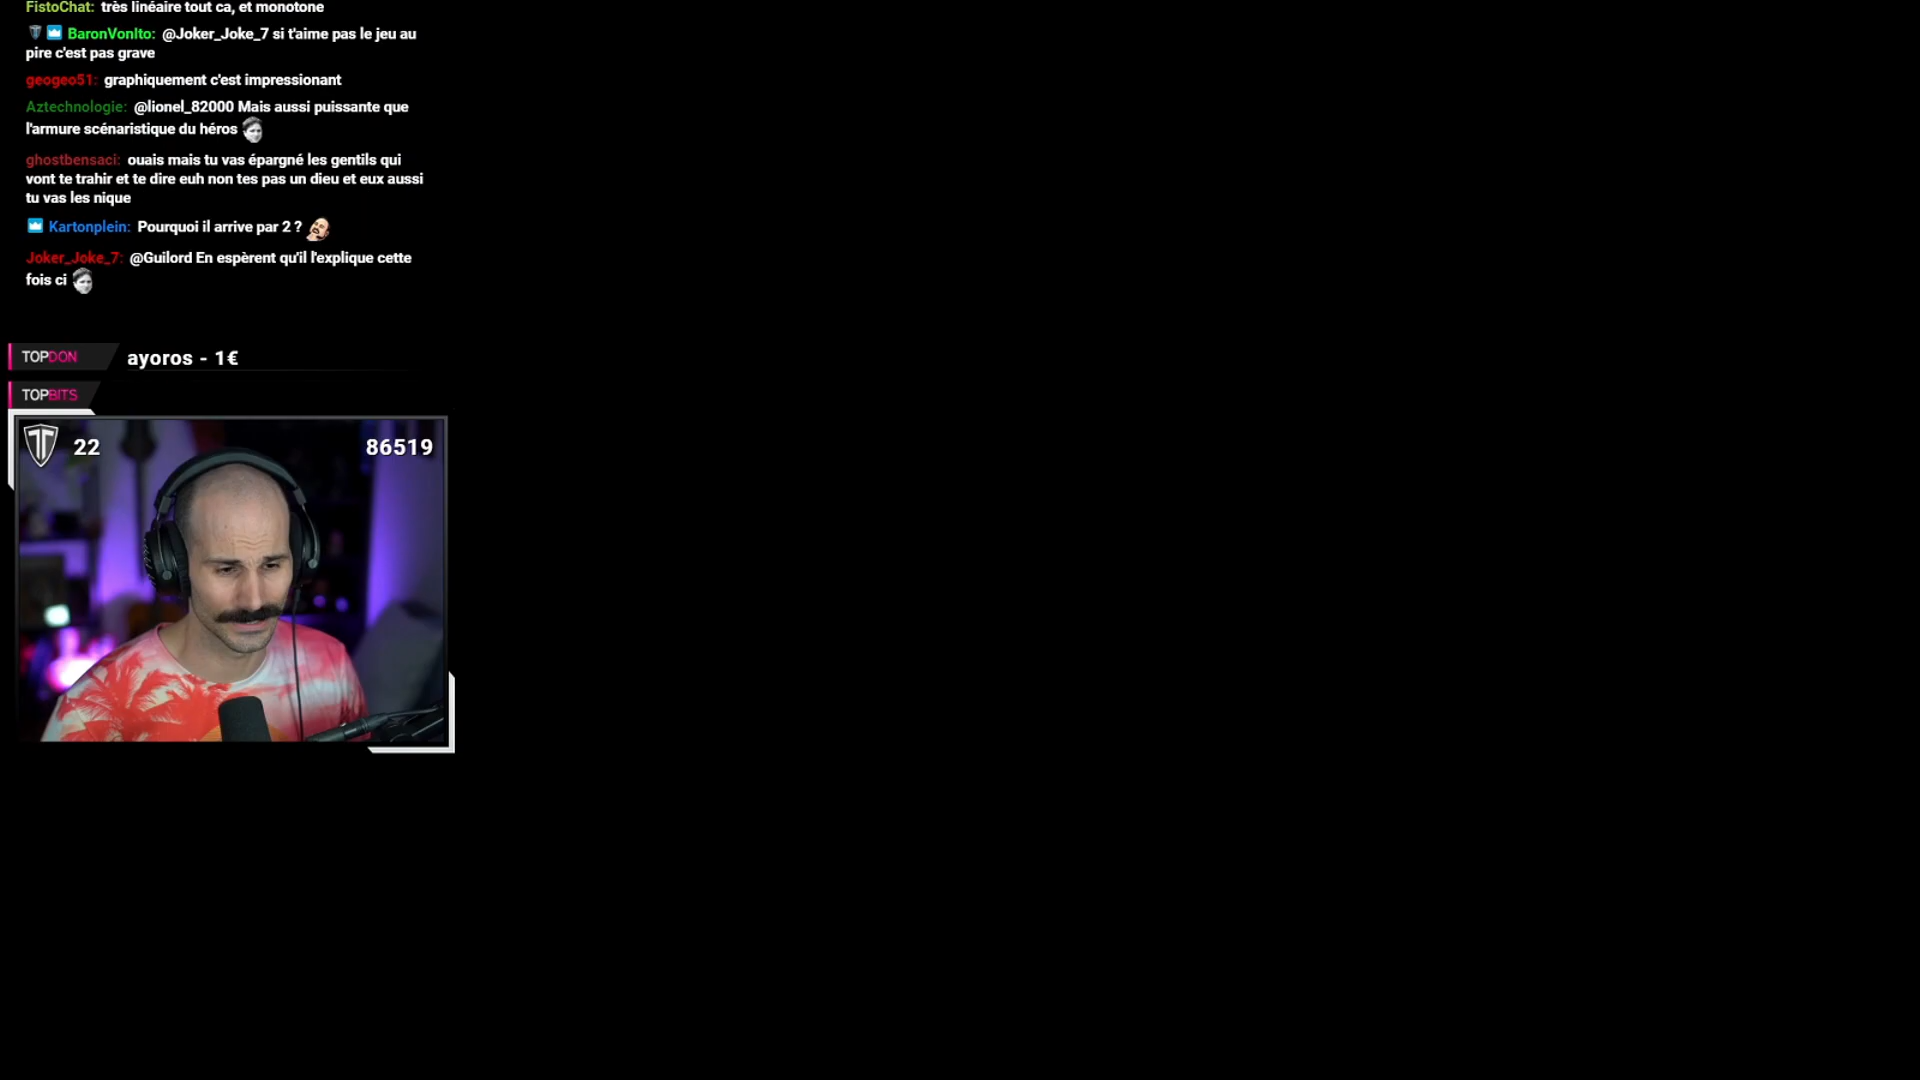 FistoChat: très linéaire tout ca, et monotone
BaronVonIto: @Joker_Joke_7 si t'aime pas le jeu au
pire c'est pas grave
geogeo51: graphiquement c'est impressionant
Aztechnologie: @lionel_82000 Mais aussi puissante que
l'armure scénaristique du héros
ghostbensaci: ouais mais tu vas épargné les gentils qui
vont te trahir et te dire euh non tes pas un dieu et eux aussi
tu vas les nique
Kartonplein: Pourquoi il arrive par 2 ?
Joker_Joke_7: @Guilord En espèrent qu'il l'explique cette
fois ci
TOPDON ayoros - 1€
TOPBITS
22 86519